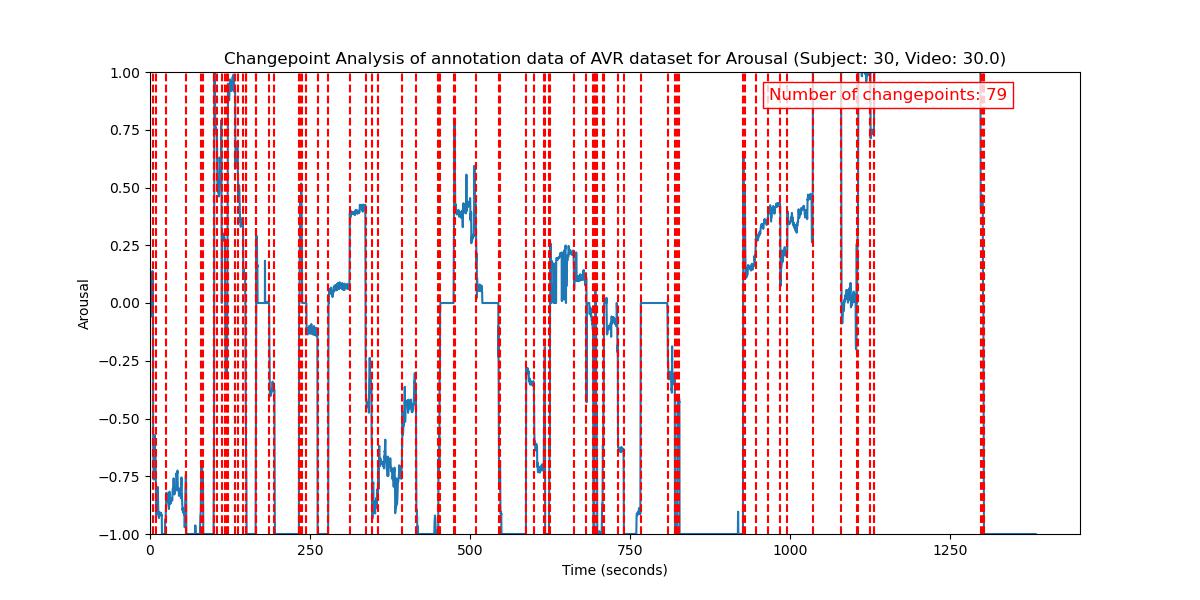 Changepoint Analysis of annotation data of AVR dataset for Arousal (Subject: 30, Video: 30.0)
Number of changepoints: 79
Arousal
1.00
0.75
0.50
0.25
0.00
−0.25
−0.50
−0.75
−1.00
0 250 500 750 1000 1250
Time (seconds)